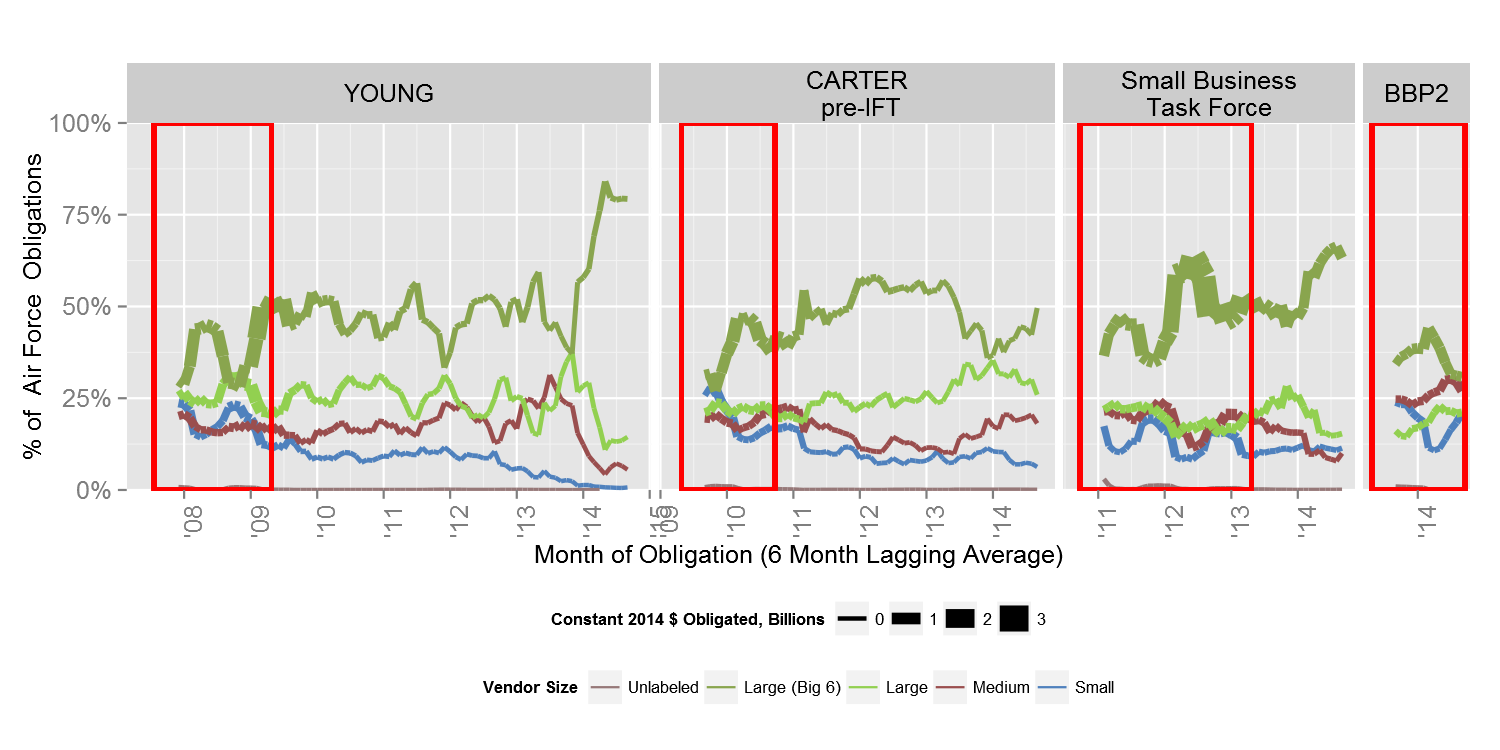 YOUNG
CARTER
pre-IFT
Small Business
Task Force
BBP2
100%
75%
50%
25%
0%
% of Air Force Obligations
'08
'09
'10
'11
'12
'13
'14
'15
'09
'10
'11
'12
'13
'14
'11
'12
'13
'14
'14
Month of Obligation (6 Month Lagging Average)
Constant 2014 $ Obligated, Billions 0 1 2 3
Vendor Size Unlabeled Large (Big 6) Large Medium Small